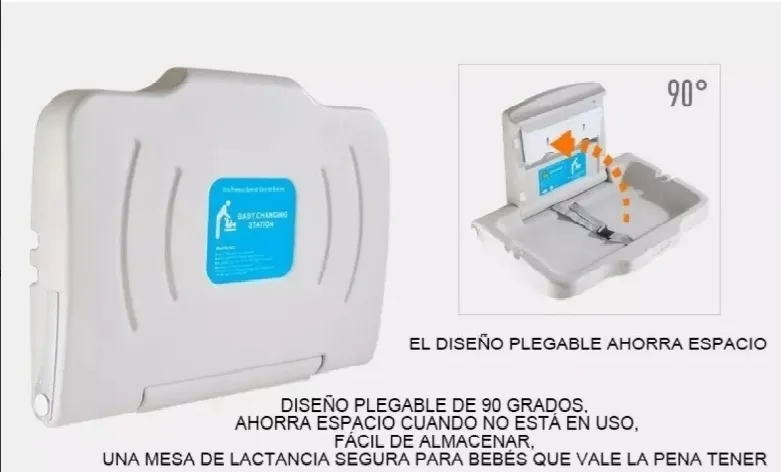 90°
BABY CHANGING
STATION
EL DISEÑO PLEGABLE AHORRA ESPACIO
DISEÑO PLEGABLE DE 90 GRADOS,
AHORRA ESPACIO CUANDO NO ESTÁ EN USO,
FÁCIL DE ALMACENAR,
UNA MESA DE LACTANCIA SEGURA PARA BEBÉS QUE VALE LA PENA TENER